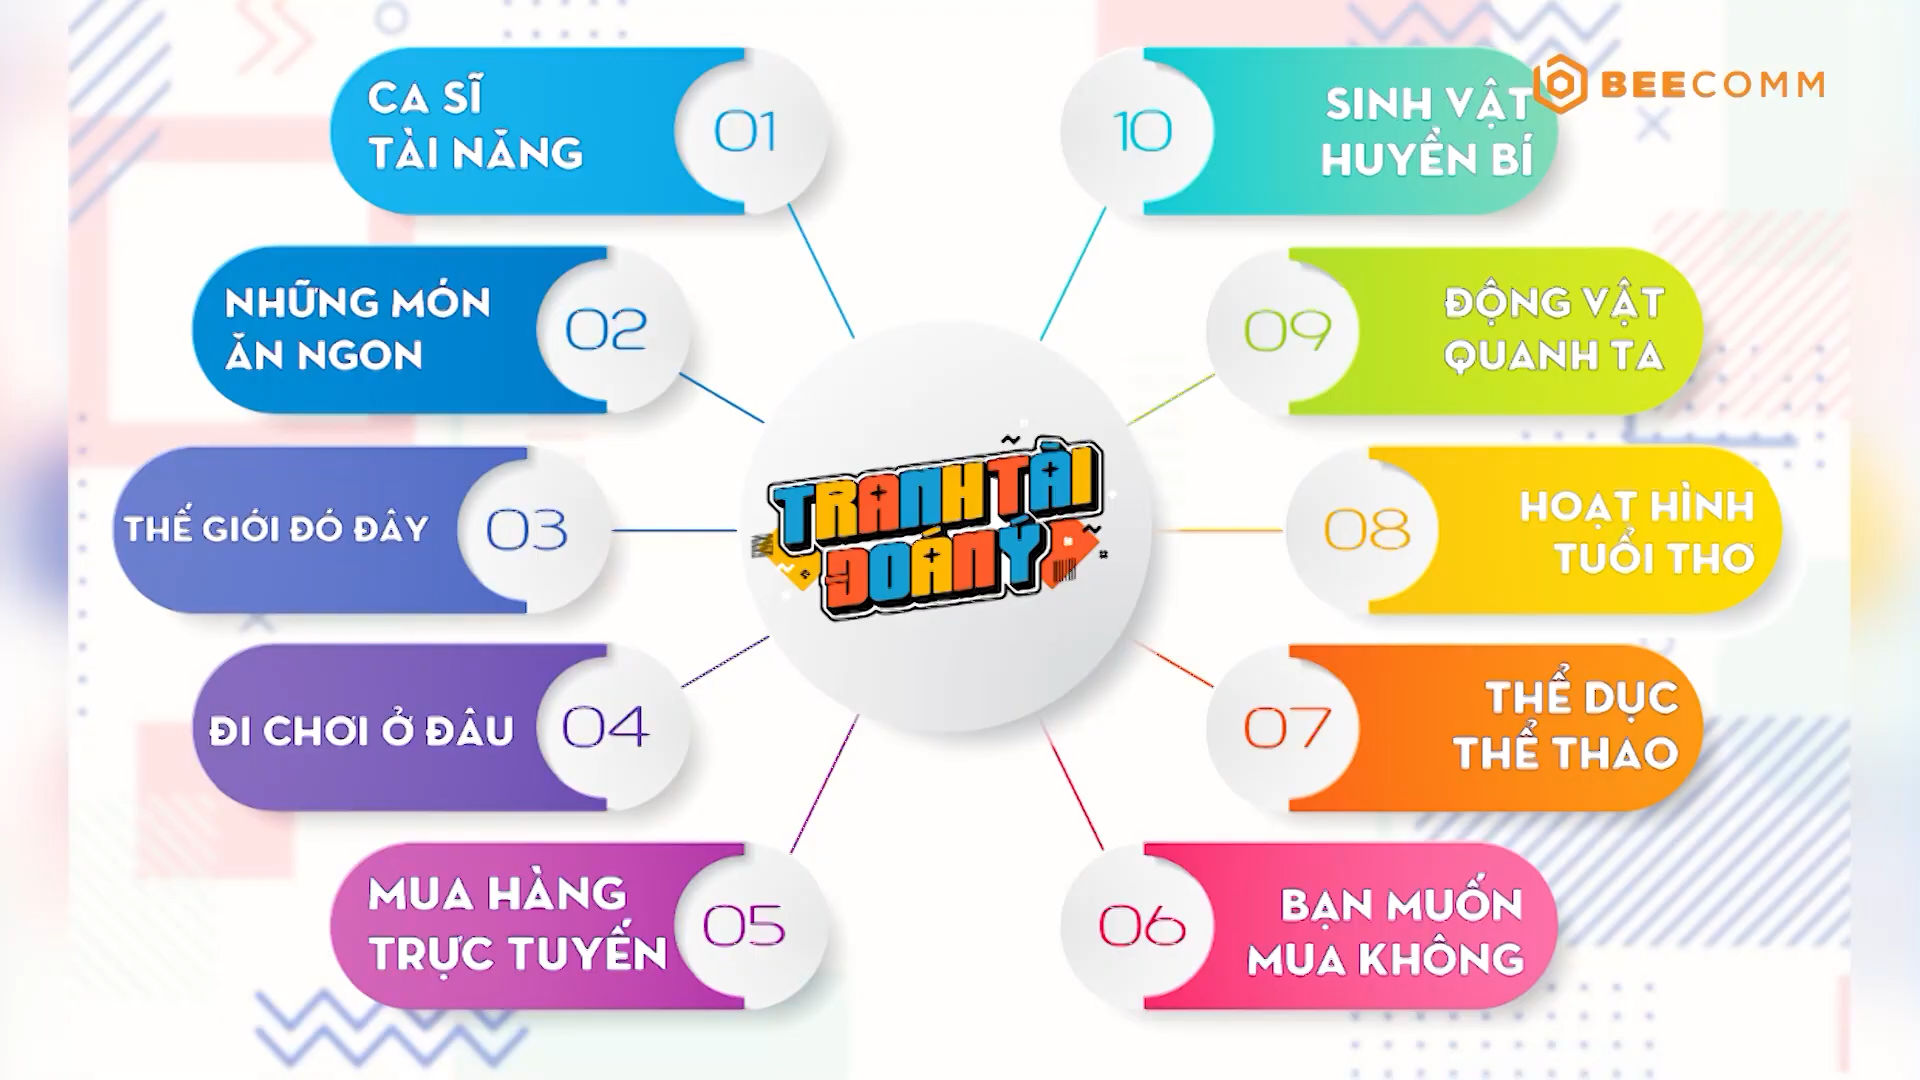 CA SĨ
TÀI NĂNG
01
NHỮNG MÓN
ĂN NGON
02
THẾ GIỚI ĐÓ ĐÂY
03
ĐI CHƠI Ở ĐÂU
04
MUA HÀNG
TRỰC TUYẾN
05
TRANH TÀI
ĐOÁN Ý
10
SINH VẬT
HUYỀN BÍ
BEECOMM
09
ĐỘNG VẬT
QUANH TA
08
HOẠT HÌNH
TUỔI THƠ
07
THỂ DỤC
THỂ THAO
06
BẠN MUỐN
MUA KHÔNG